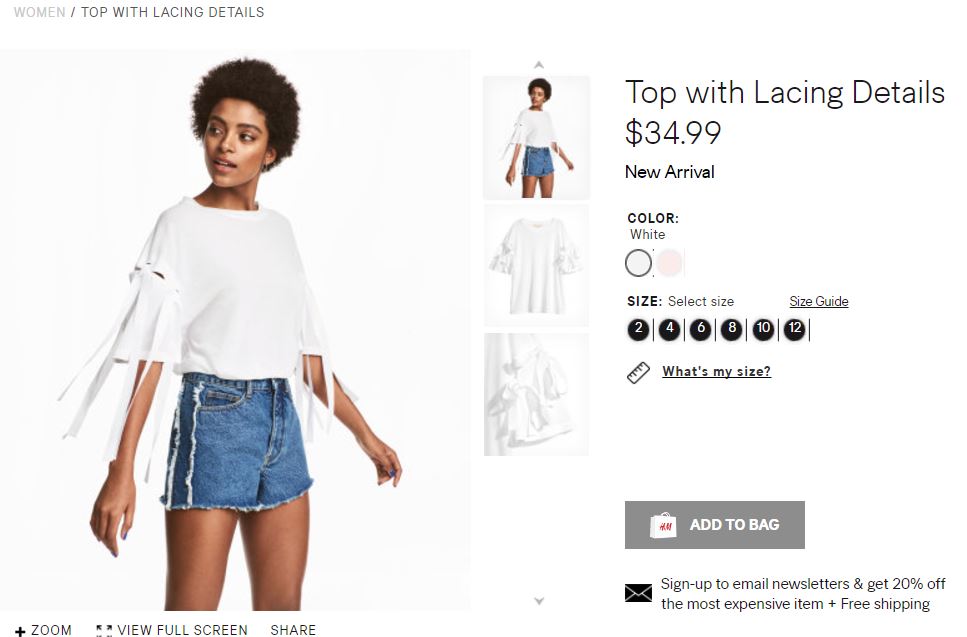 WOMEN / TOP WITH LACING DETAILS
Top with Lacing Details
$34.99
New Arrival
COLOR:
White
SIZE: Select size Size Guide
2 4 6 8 10 12
What's my size?
H&M ADD TO BAG
Sign-up to email newsletters & get 20% off
the most expensive item + Free shipping
ZOOM VIEW FULL SCREEN SHARE